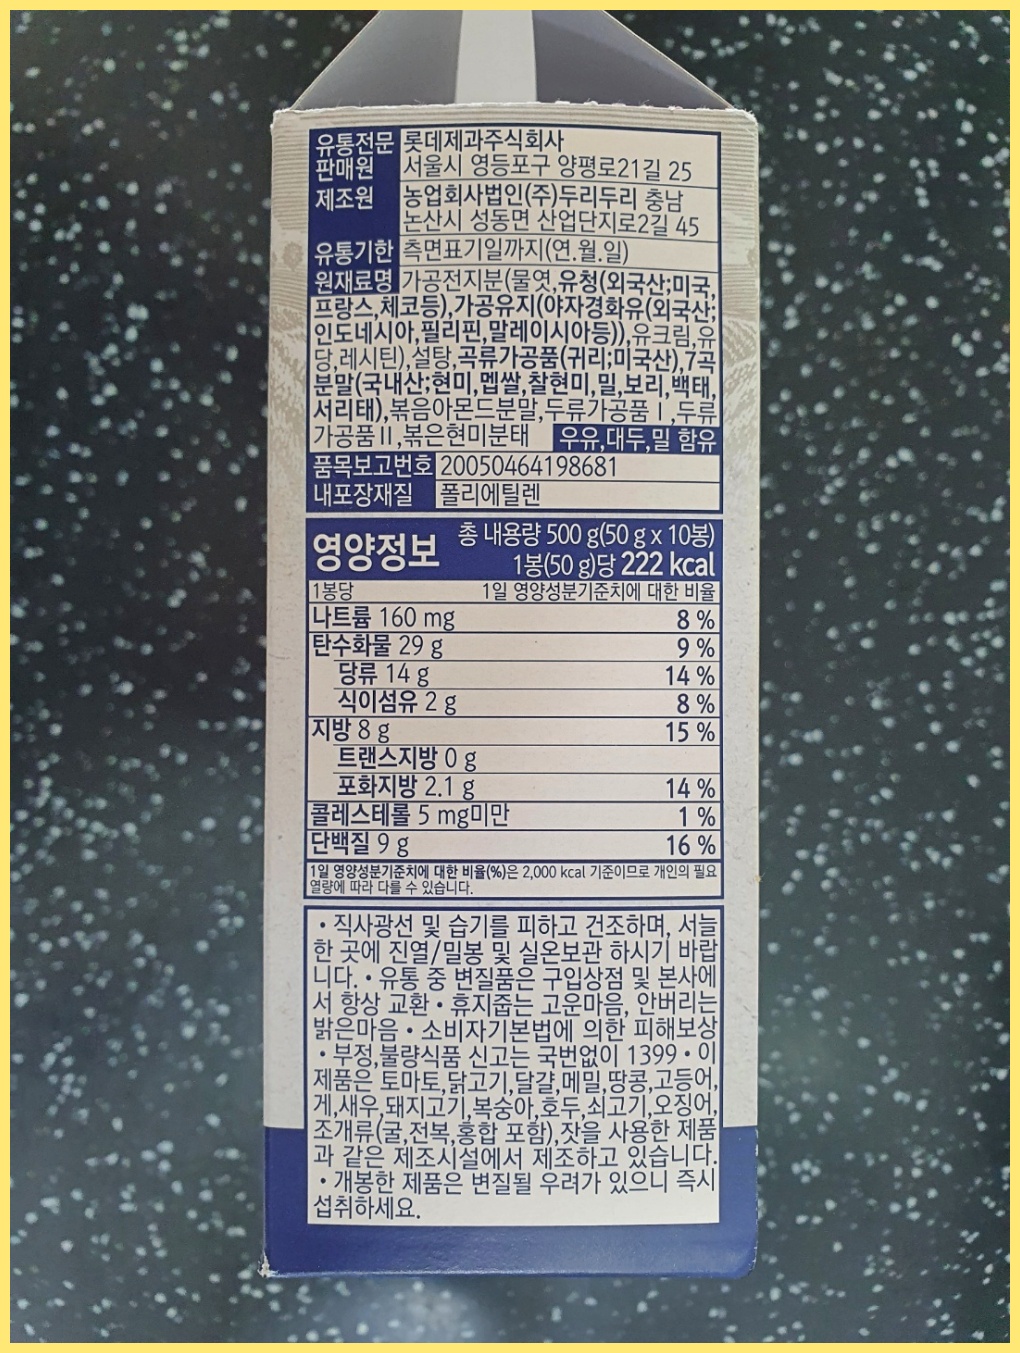 유통전문 롯데제과주식회사
판매원 서울시 영등포구 양평로21길 25
제조원 농업회사법인(주)두리두리 충남
논산시 성동면 산업단지로2길 45
유통기한 측면표기일까지(연.월.일)
원재료명 가공전지분(물엿,유청(외국산;미국,
프랑스,체코등),가공유지(야자경화유(외국산;
인도네시아,필리핀,말레이시아등)),유크림,유
당,레시틴),설탕,곡류가공품(귀리;미국산),7곡
분말(국내산;현미,멥쌀,찰현미,밀,보리,백태,
서리태),볶음아몬드분말,두류가공품Ⅰ,두류
가공품Ⅱ,볶은현미분태 우유,대두,밀 함유
품목보고번호 20050464198681
내포장재질 폴리에틸렌
영양정보 총 내용량 500 g(50 g x 10봉)
1봉(50 g)당 222 kcal
1봉당 1일 영양성분기준치에 대한 비율
나트륨 160 mg 8 %
탄수화물 29 g 9 %
당류 14 g 14 %
식이섬유 2 g 8 %
지방 8 g 15 %
트랜스지방 0 g
포화지방 2.1 g 14 %
콜레스테롤 5 mg미만 1 %
단백질 9 g 16 %
1일 영양성분기준치에 대한 비율(%)은 2,000 kcal 기준이므로 개인의 필요
열량에 따라 다를 수 있습니다.
• 직사광선 및 습기를 피하고 건조하며, 서늘
한 곳에 진열/밀봉 및 실온보관 하시기 바랍
니다. • 유통 중 변질품은 구입상점 및 본사에
서 항상 교환 • 휴지줍는 고운마음, 안버리는
밝은마음 • 소비자기본법에 의한 피해보상
• 부정,불량식품 신고는 국번없이 1399 • 이
제품은 토마토,닭고기,달걀,메밀,땅콩,고등어,
게,새우,돼지고기,복숭아,호두,쇠고기,오징어,
조개류(굴,전복,홍합 포함),잣을 사용한 제품
과 같은 제조시설에서 제조하고 있습니다.
• 개봉한 제품은 변질될 우려가 있으니 즉시
섭취하세요.